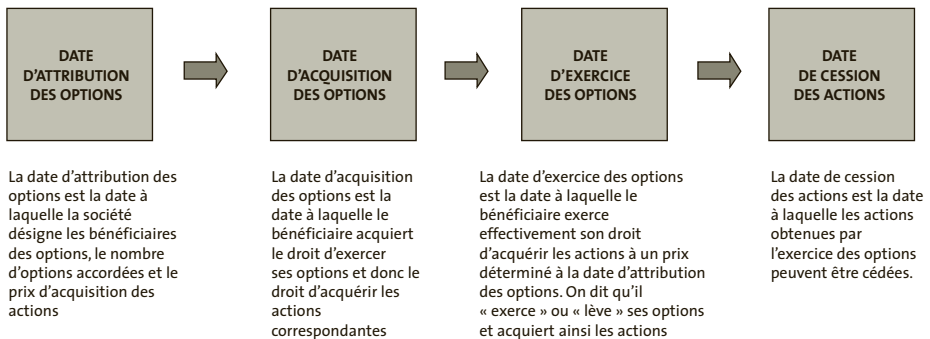 DATE
D’ATTRIBUTION
DES OPTIONS
DATE
D’ACQUISITION
DES OPTIONS
DATE
D’EXERCICE
DES OPTIONS
DATE
DE CESSION
DES ACTIONS
La date d’attribution des
options est la date à
laquelle la société
désigne les bénéficiaires
des options, le nombre
d’options accordées et le
prix d’acquisition des
actions
La date d’acquisition
des options est la
date à laquelle le
bénéficiaire acquiert
le droit d’exercer
ses options et donc le
droit d’acquérir les
actions
correspondantes
La date d’exercice des options
est la date à laquelle le
bénéficiaire exerce
effectivement son droit
d’acquérir les actions à un prix
déterminé à la date d’attribution
des options. On dit qu’il
« exerce » ou « lève » ses options
et acquiert ainsi les actions
La date de cession
des actions est la date
à laquelle les actions
obtenues par
l’exercice des options
peuvent être cédées.